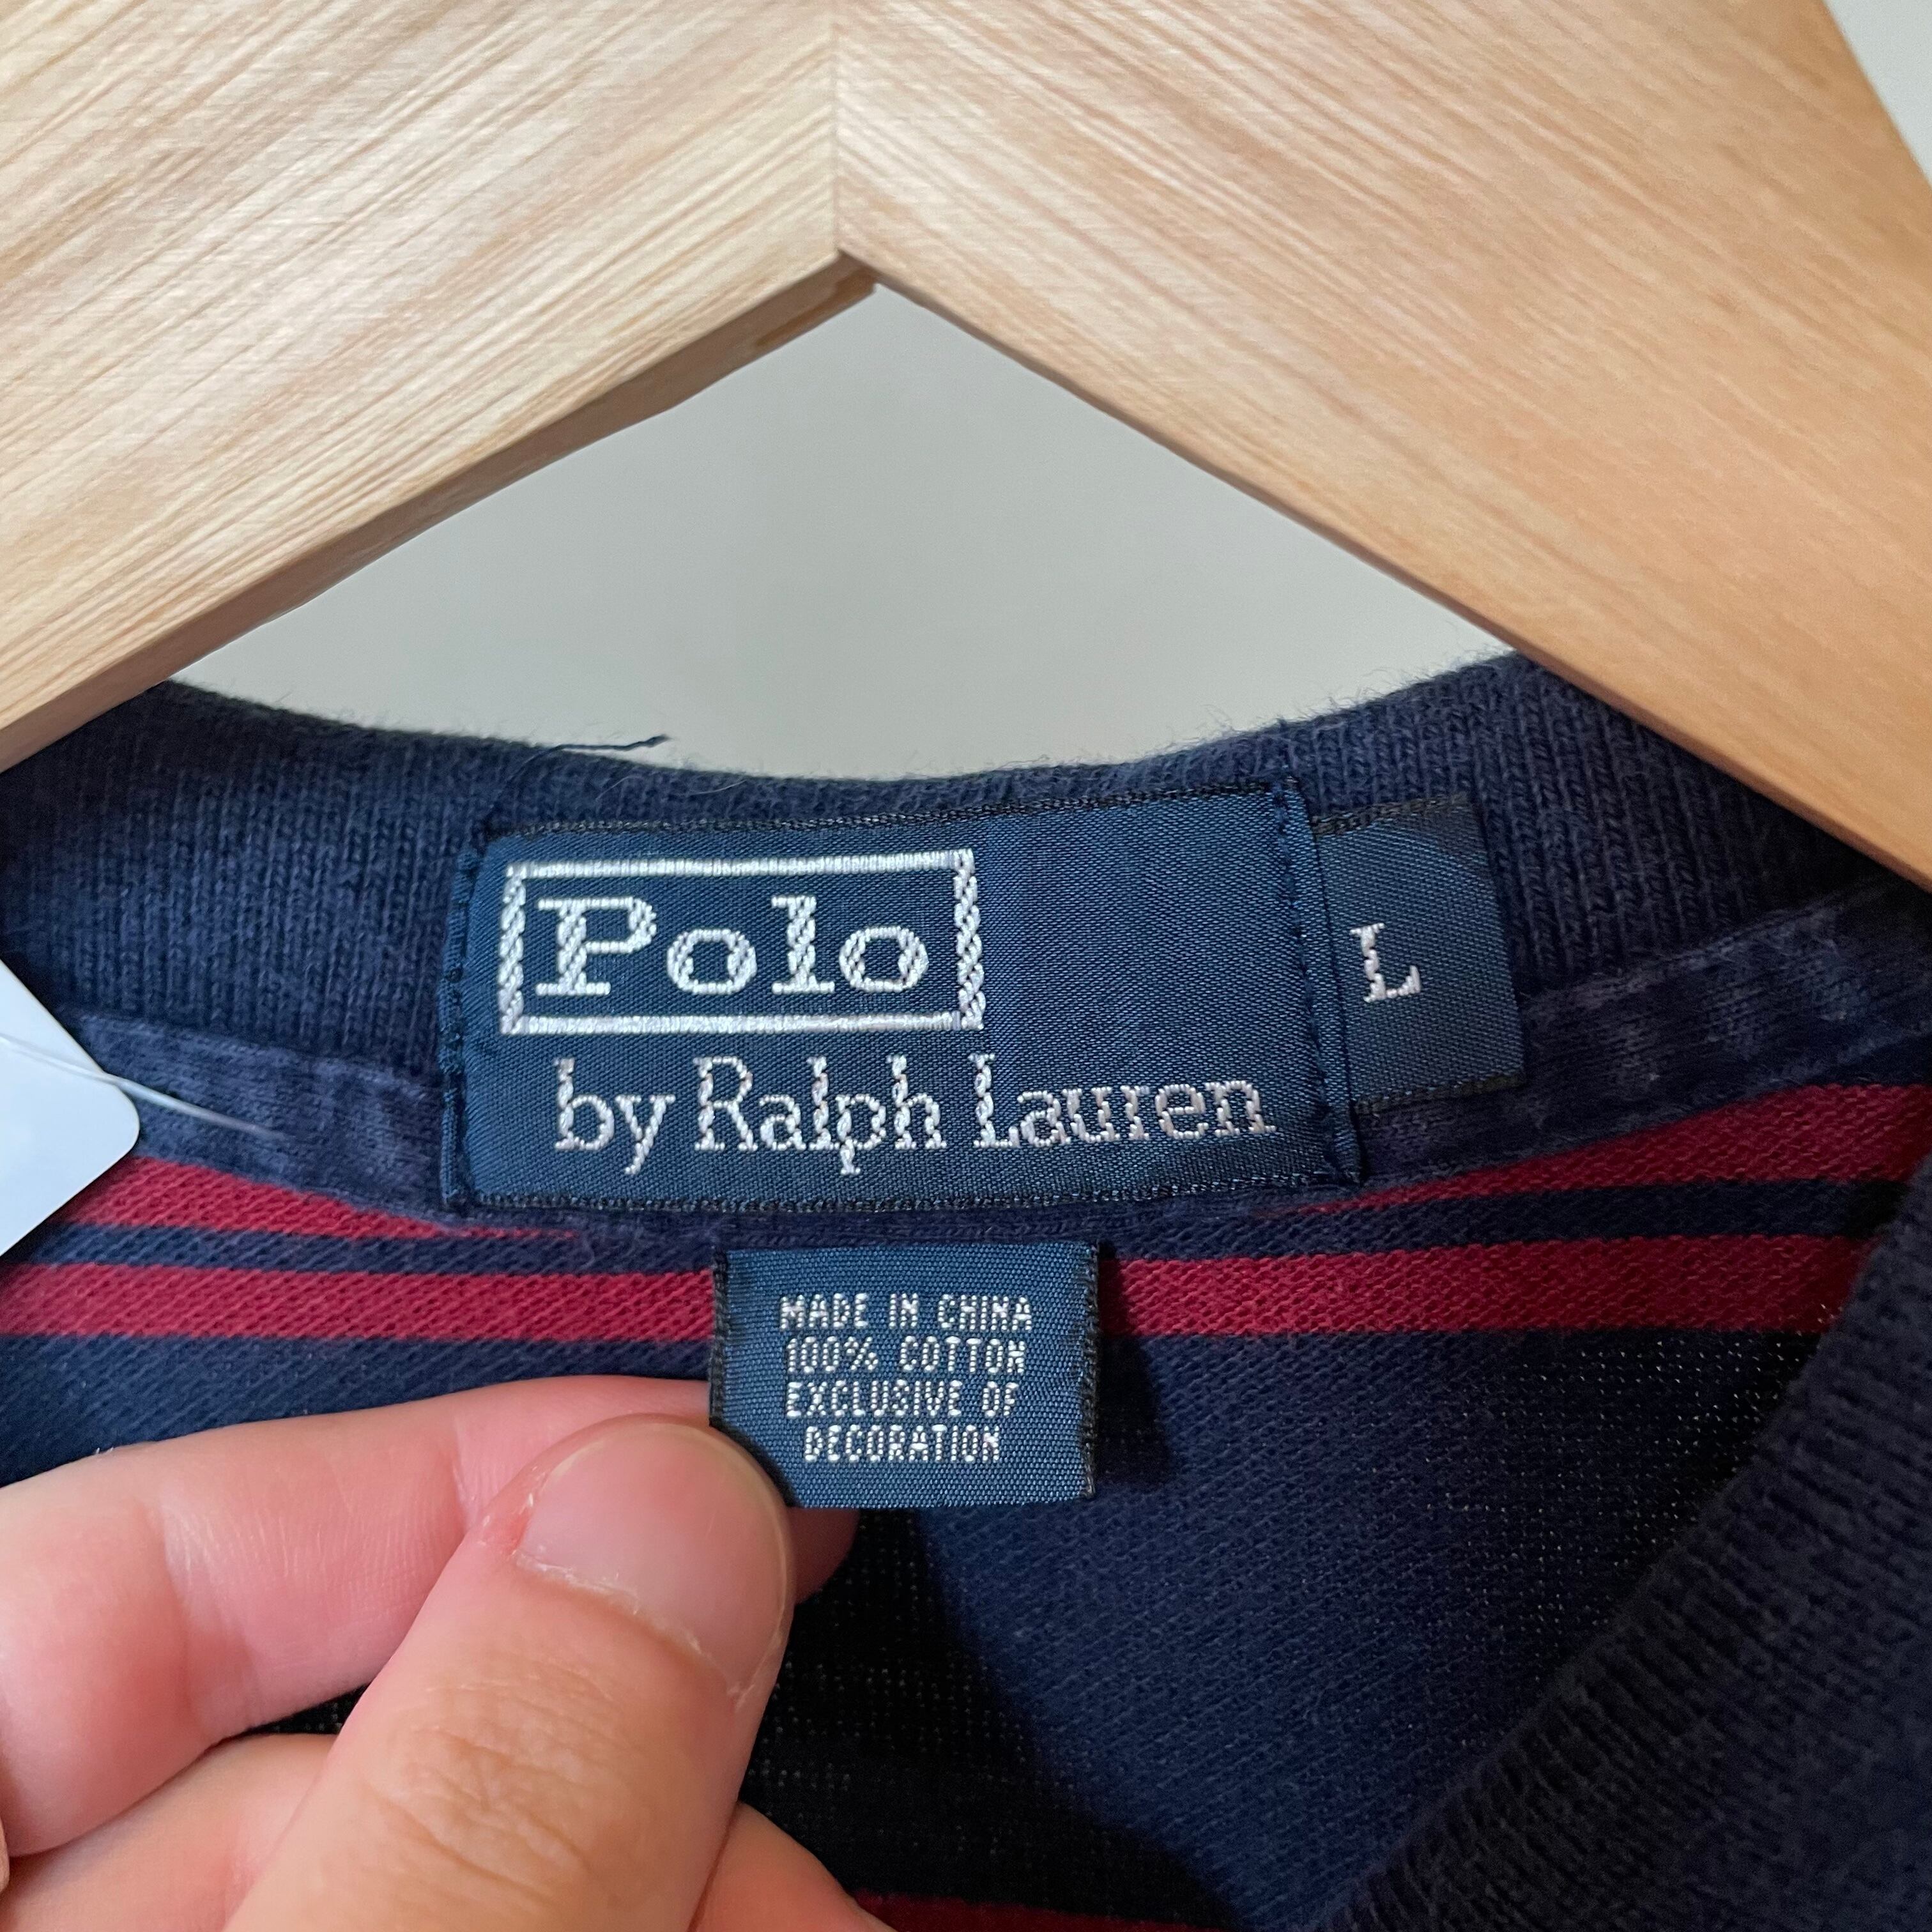 Polo
by Ralph Lauren
L
MADE IN CHINA
100% COTTON
EXCLUSIVE OF
DECORATION